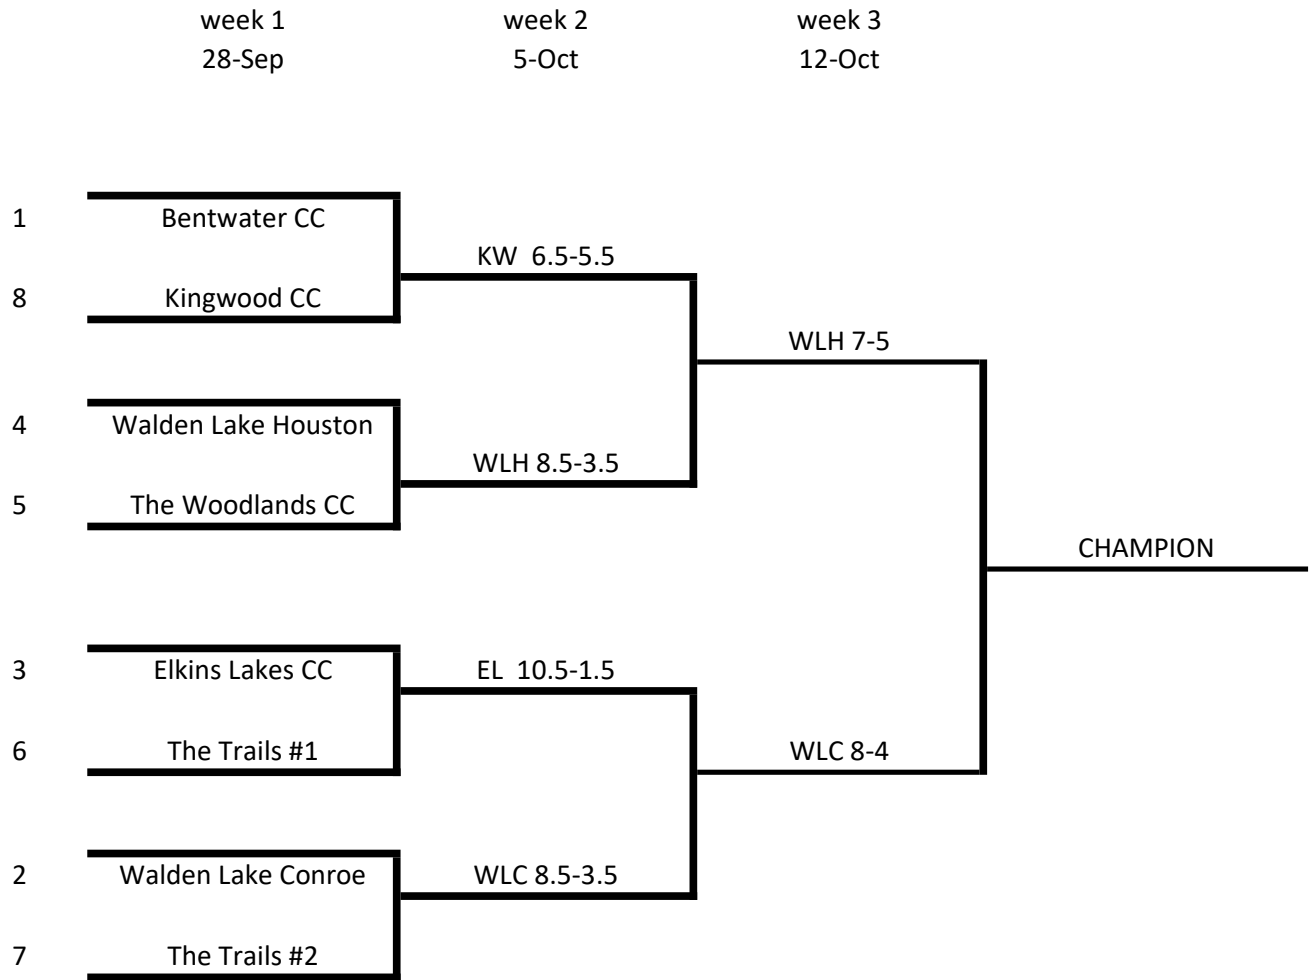 week 1 week 2 week 3
28-Sep 5-Oct 12-Oct
1 Bentwater CC
KW 6.5-5.5
8 Kingwood CC
WLH 7-5
4 Walden Lake Houston
WLH 8.5-3.5
5 The Woodlands CC
CHAMPION
3 Elkins Lakes CC EL 10.5-1.5
6 The Trails #1 WLC 8-4
2 Walden Lake Conroe WLC 8.5-3.5
7 The Trails #2